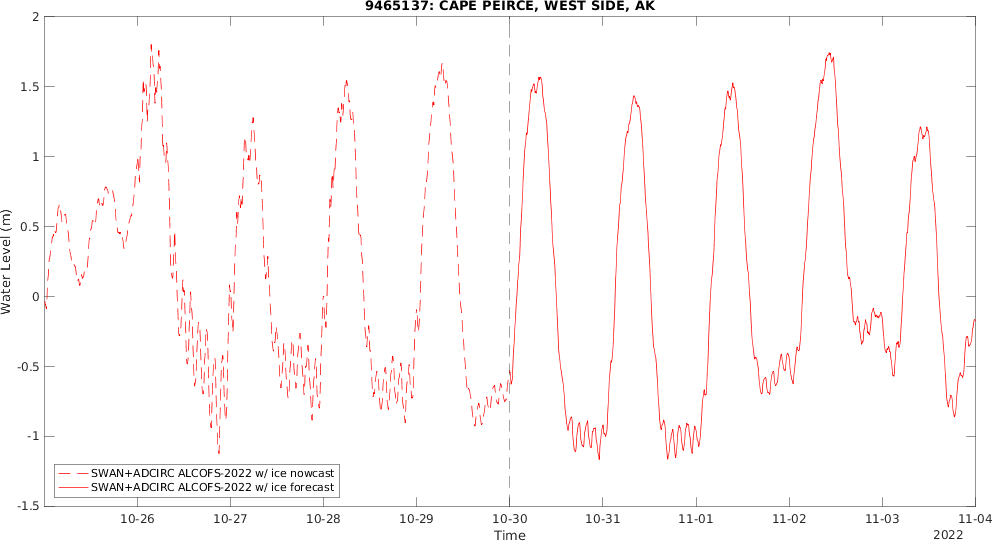 9465137: CAPE PEIRCE, WEST SIDE, AK
2
1.5
1
0.5
0
-0.5
-1
-1.5
Water Level (m)
SWAN+ADCIRC ALCOFS-2022 w/ ice nowcast
SWAN+ADCIRC ALCOFS-2022 w/ ice forecast
10-26 10-27 10-28 10-29 10-30 10-31 11-01 11-02 11-03 11-04
Time
2022